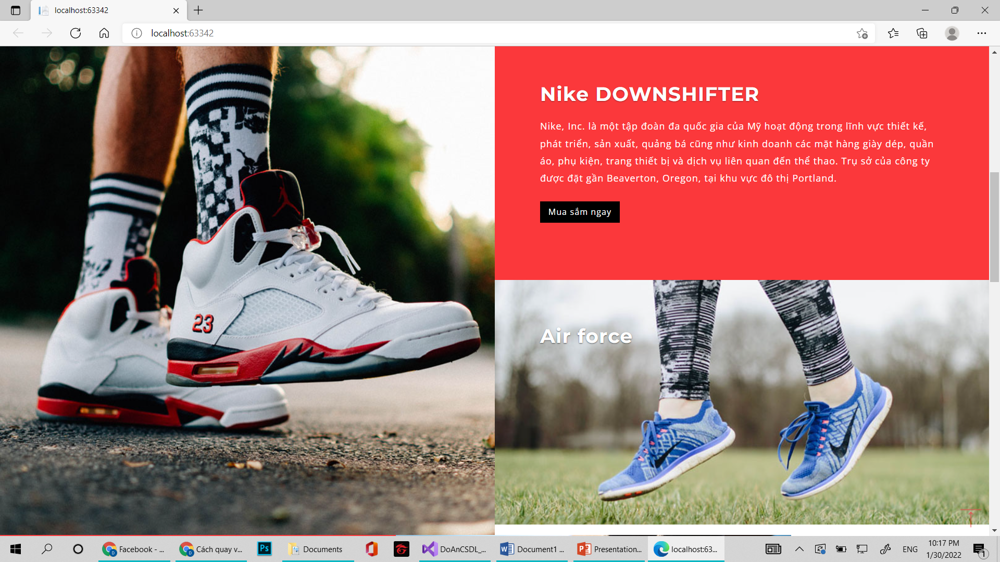 localhost:63342
localhost:63342
Nike DOWNSHIFTER
Nike, Inc. là một tập đoàn đa quốc gia của Mỹ hoạt động trong lĩnh vực thiết kế,
phát triển, sản xuất, quảng bá cũng như kinh doanh các mặt hàng giày dép, quần
áo, phụ kiện, trang thiết bị và dịch vụ liên quan đến thể thao. Trụ sở của công ty
được đặt gần Beaverton, Oregon, tại khu vực đô thị Portland.
Mua sắm ngay
23
Air force
Facebook - ...
Cách quay v...
Ps
Documents
DoAnCSDL_...
Document1 ...
Presentation...
localhost:63...
ENG
10:17 PM
1/30/2022
1